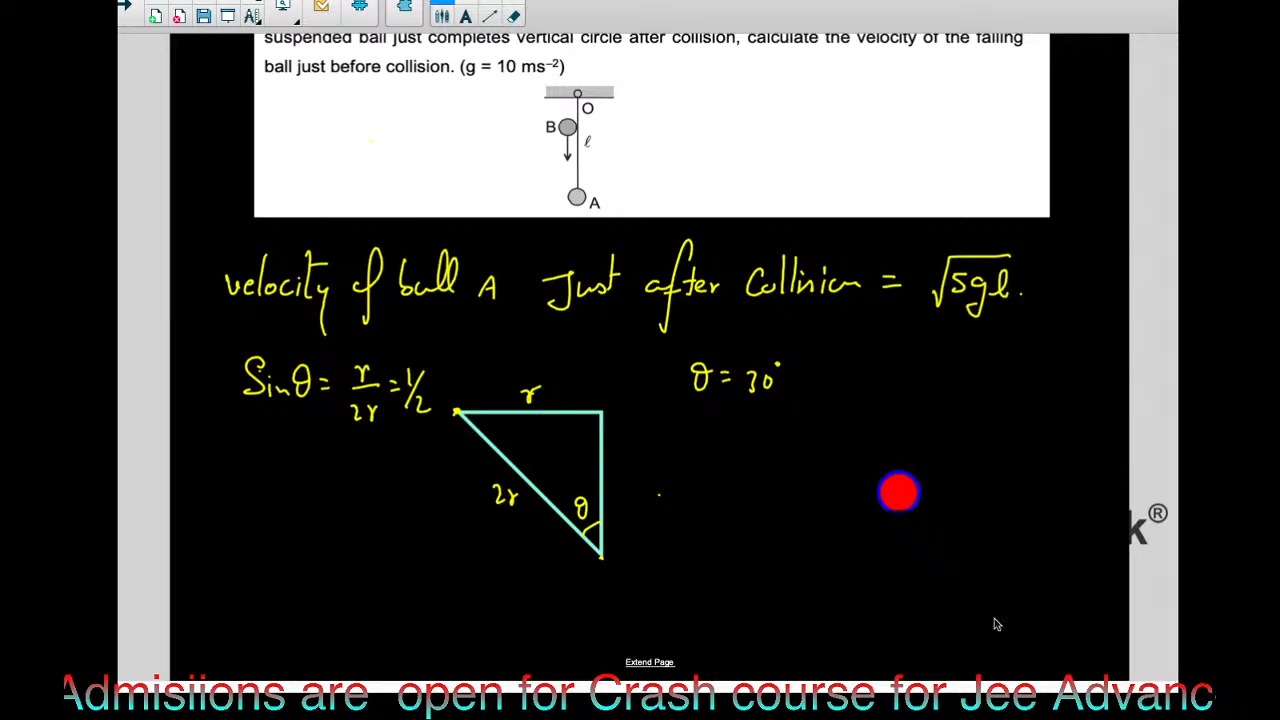 suspended ball just completes vertical circle after collision, calculate the velocity of the falling
ball just before collision. (g = 10 ms⁻²)
O
B
ℓ
A
velocity of ball A Just after Collision = √5gl.
Sinθ = r/2r = 1/2
r
θ = 30°
2r
θ
k®
Extend Page
Admisiions are open for Crash course for Jee Advanc